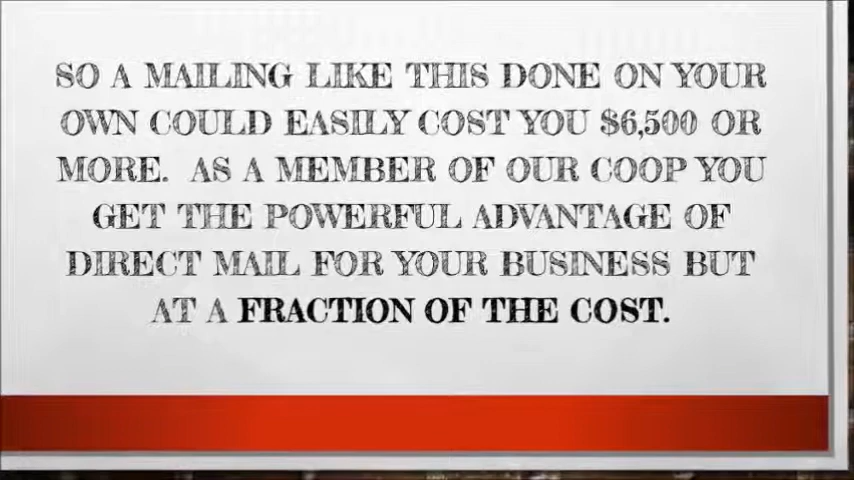 SO A MAILING LIKE THIS DONE ON YOUR
OWN COULD EASILY COST YOU $6,500 OR
MORE. AS A MEMBER OF OUR COOP YOU
GET THE POWERFUL ADVANTAGE OF
DIRECT MAIL FOR YOUR BUSINESS BUT
AT A FRACTION OF THE COST.